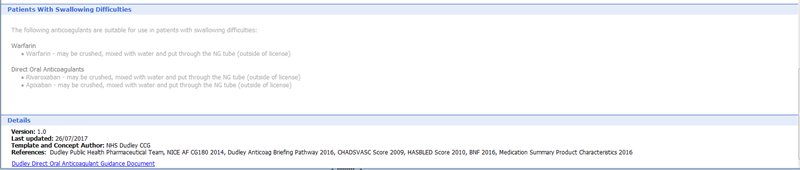 Patients With Swallowing Difficulties
The following anticoagulants are suitable for use in patients with swallowing difficulties:
Warfarin
• Warfarin - may be crushed, mixed with water and put through the NG tube (outside of license)
Direct Oral Anticoagulants
• Rivaroxaban - may be crushed, mixed with water and put through the NG tube (outside of license)
• Apixaban - may be crushed, mixed with water and put through the NG tube (outside of license)
Details
Version: 1.0
Last updated: 26/07/2017
Template and Concept Author: NHS Dudley CCG
References: Dudley Public Health Pharmaceutical Team, NICE AF CG180 2014, Dudley Anticoag Briefing Pathway 2016, CHADSVASC Score 2009, HASBLED Score 2010, BNF 2016, Medication Summary Product Characteristics 2016
Dudley Direct Oral Anticoagulant Guidance Document